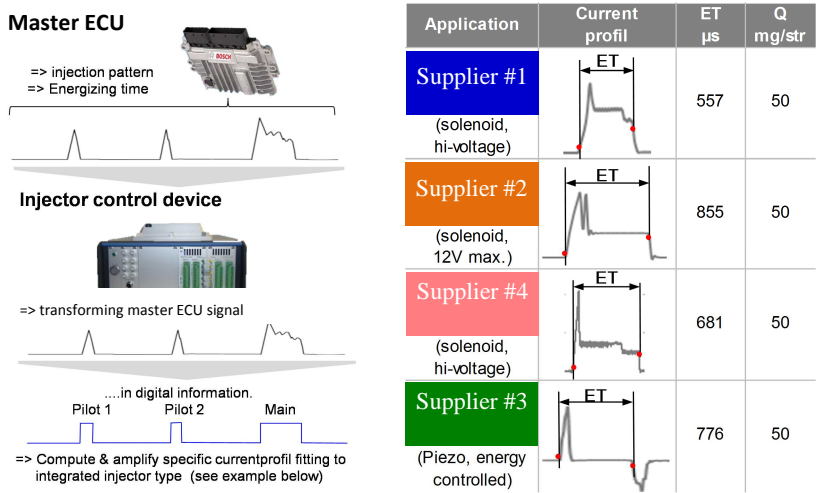 Master ECU
=> injection pattern
=> Energizing time
BOSCH
Injector control device
=> transforming master ECU signal
....in digital information.
Pilot 1 Pilot 2 Main
=> Compute & amplify specific currentprofil fitting to
integrated injector type (see example below)
Application Current profil ET µs Q mg/str
Supplier #1
(solenoid,
hi-voltage)
ET
557
50
Supplier #2
(solenoid,
12V max.)
ET
855
50
Supplier #4
(solenoid,
hi-voltage)
ET
681
50
Supplier #3
(Piezo, energy
controlled)
ET
776
50